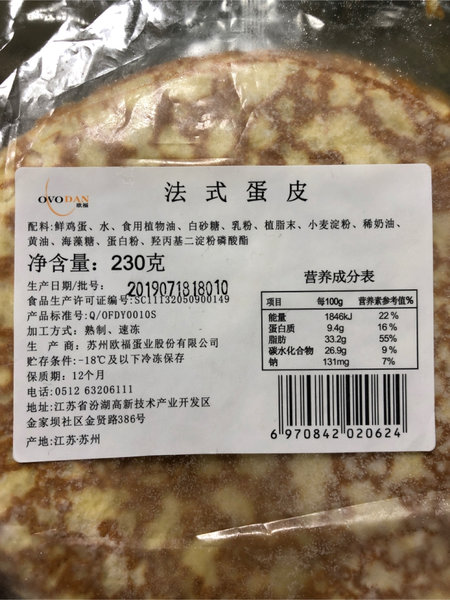 OVODAN
欧福
法式蛋皮
配料:鲜鸡蛋、水、食用植物油、白砂糖、乳粉、植脂末、小麦淀粉、稀奶油、
黄油、海藻糖、蛋白粉、羟丙基二淀粉磷酸酯
净含量：230克
生产日期/批号: 2019071818010
食品生产许可证编号:SC11132050900149
产品标准号: Q/OFDY0010S
加工方式: 熟制、速冻
生 产 商: 苏州欧福蛋业股份有限公司
贮存条件:-18℃及以下冷冻保存
保质期: 12个月
电话:0512 63206111
地址:江苏省汾湖高新技术产业开发区
金家坝社区金贤路386号
产地:江苏·苏州
营养成分表
项目 每100g 营养素参考值%
能量 1846kJ 22%
蛋白质 9.4g 16%
脂肪 33.2g 55%
碳水化合物 26.9g 9%
钠 131mg 7%
6 970842 020624